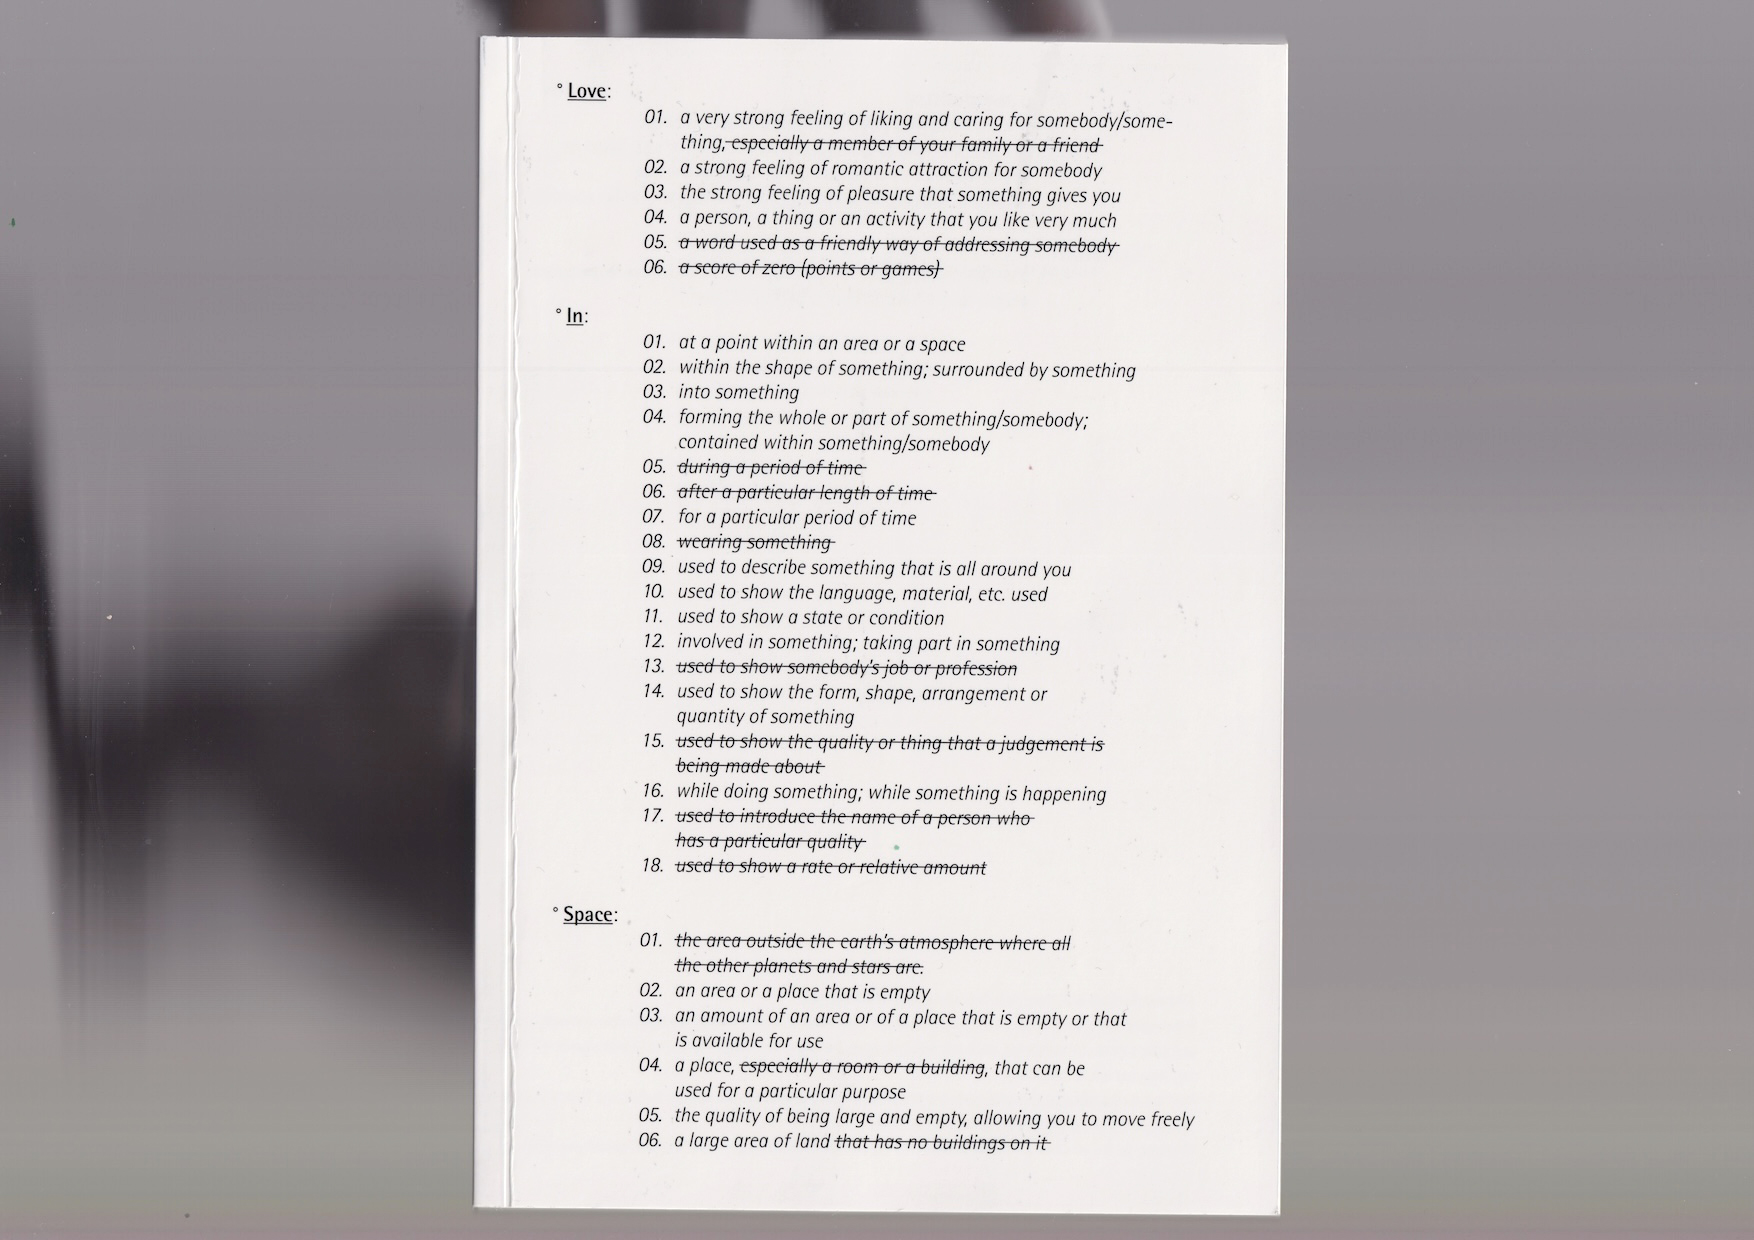 ° Love:
01. a very strong feeling of liking and caring for somebody/some-
thing, especially a member of your family or a friend
02. a strong feeling of romantic attraction for somebody
03. the strong feeling of pleasure that something gives you
04. a person, a thing or an activity that you like very much
05. a word used as a friendly way of addressing somebody
06. a score of zero (points or games)
° In:
01. at a point within an area or a space
02. within the shape of something; surrounded by something
03. into something
04. forming the whole or part of something/somebody;
contained within something/somebody
05. during a period of time
06. after a particular length of time
07. for a particular period of time
08. wearing something
09. used to describe something that is all around you
10. used to show the language, material, etc. used
11. used to show a state or condition
12. involved in something; taking part in something
13. used to show somebody's job or profession
14. used to show the form, shape, arrangement or
quantity of something
15. used to show the quality or thing that a judgement is
being made about
16. while doing something; while something is happening
17. used to introduce the name of a person who
has a particular quality
18. used to show a rate or relative amount
° Space:
01. the area outside the earth's atmosphere where all
the other planets and stars are.
02. an area or a place that is empty
03. an amount of an area or of a place that is empty or that
is available for use
04. a place, especially a room or a building, that can be
used for a particular purpose
05. the quality of being large and empty, allowing you to move freely
06. a large area of land that has no buildings on it